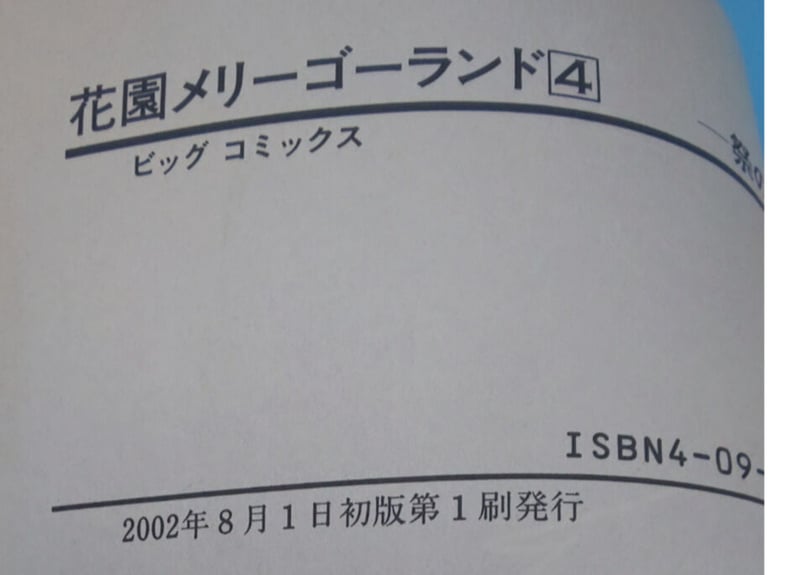 花園メリーゴーランド4
ビッグ コミックス
ISBN4-09-
2002年8月1日初版第1刷発行